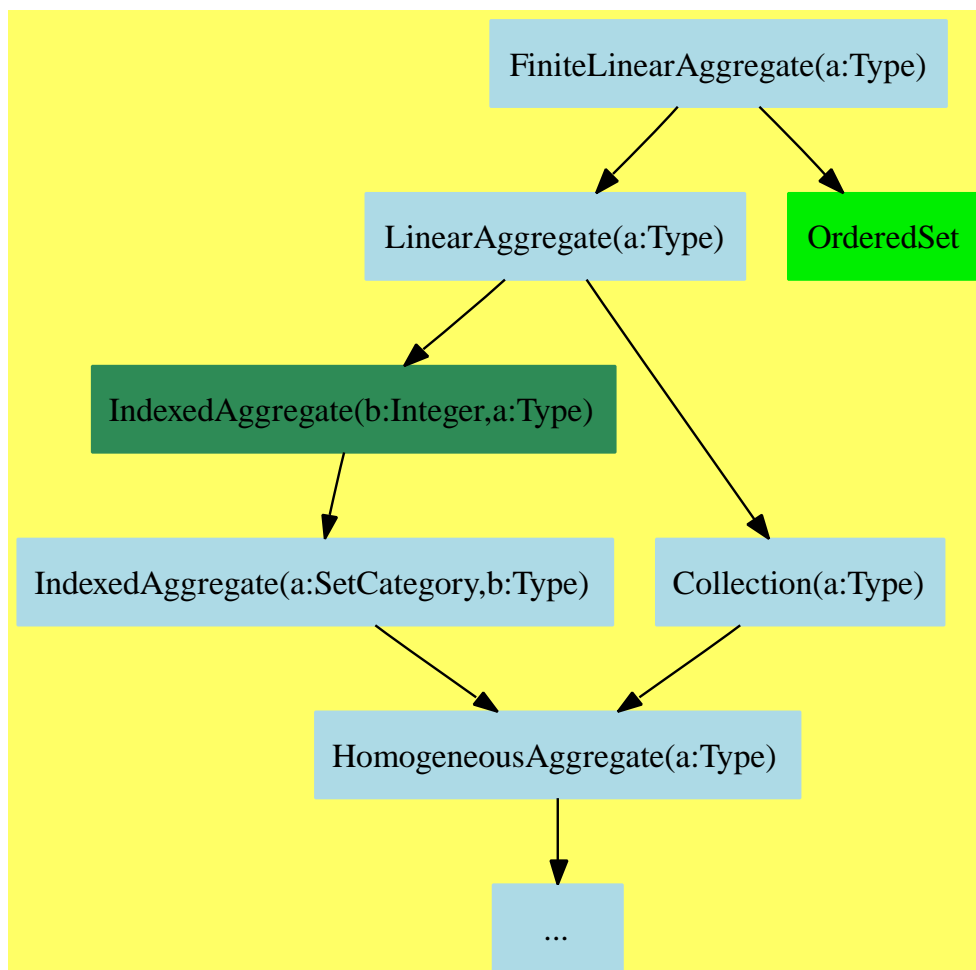 FiniteLinearAggregate(a:Type)
LinearAggregate(a:Type)
OrderedSet
IndexedAggregate(b:Integer,a:Type)
IndexedAggregate(a:SetCategory,b:Type)
Collection(a:Type)
HomogeneousAggregate(a:Type)
...